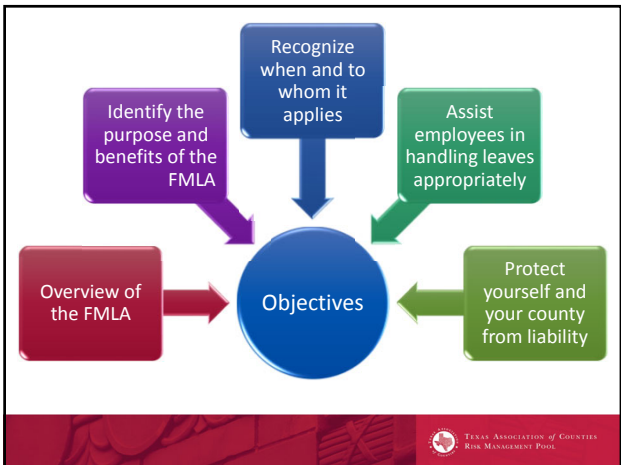 Overview of
the FMLA
Identify the
purpose and
benefits of the
FMLA
Recognize
when and to
whom it
applies
Assist
employees in
handling leaves
appropriately
Protect
yourself and
your county
from liability
Objectives
TEXAS ASSOCIATION of COUNTIES
RISK MANAGEMENT POOL